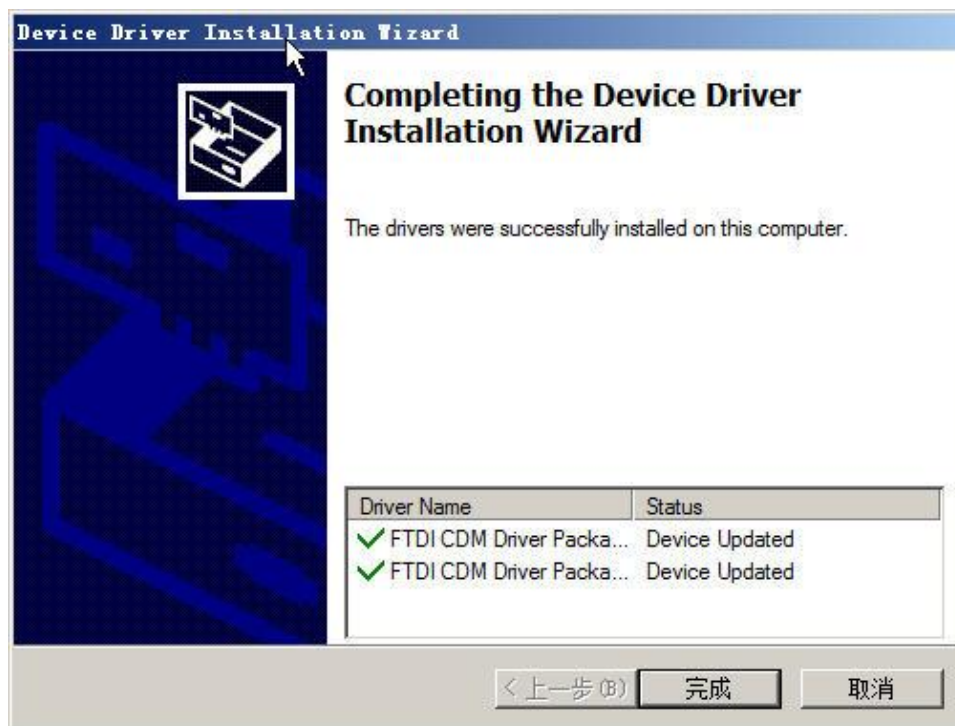 Device Driver Installation Wizard
Completing the Device Driver
Installation Wizard
The drivers were successfully installed on this computer.
Driver Name Status
FTDI CDM Driver Packa... Device Updated
FTDI CDM Driver Packa... Device Updated
< 上一步(B) 完成 取消